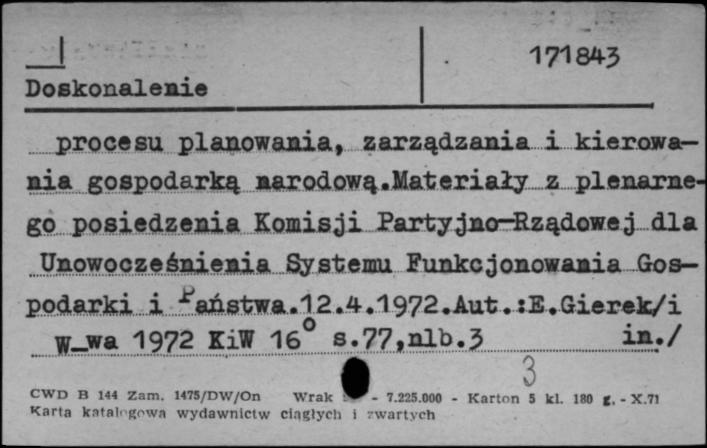 171843
Doskonalenie
procesu planowania, zarządzania i kierowa-
nia gospodarką narodową.Materiały z plenarne-
go posiedzenia Komisji Partyjno-Rządowej dla
Unowocześnienia Systemu Funkcjonowania Gos-
podarki i Państwa.12.4.1972.Aut.:E.Gierek/i
W-wa 1972 KiW 16° s.77,nlb.3 in./
3
CWD B 144 Zam. 1475/DW/On Wrak - 7.225.000 - Karton 5 kl. 180 g. - X.71
Karta katalogowa wydawnictw ciągłych i zwartych